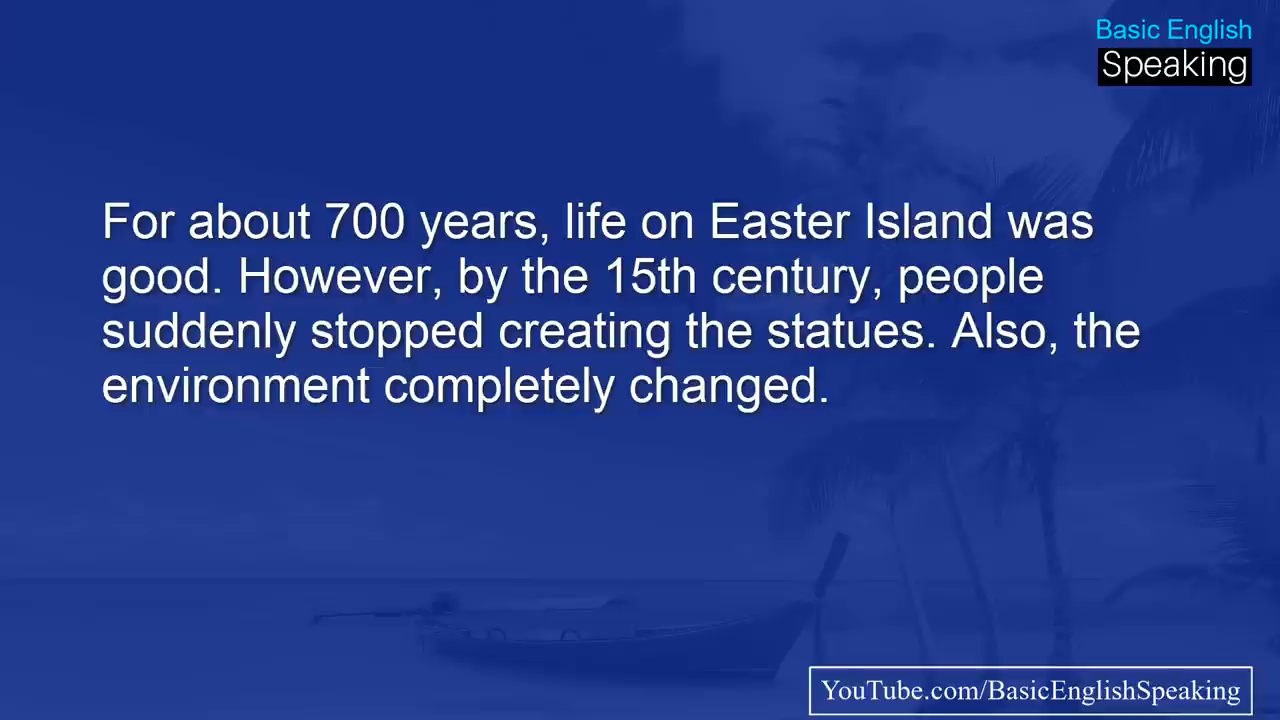 Basic English
Speaking
For about 700 years, life on Easter Island was
good. However, by the 15th century, people
suddenly stopped creating the statues. Also, the
environment completely changed.
YouTube.com/BasicEnglishSpeaking